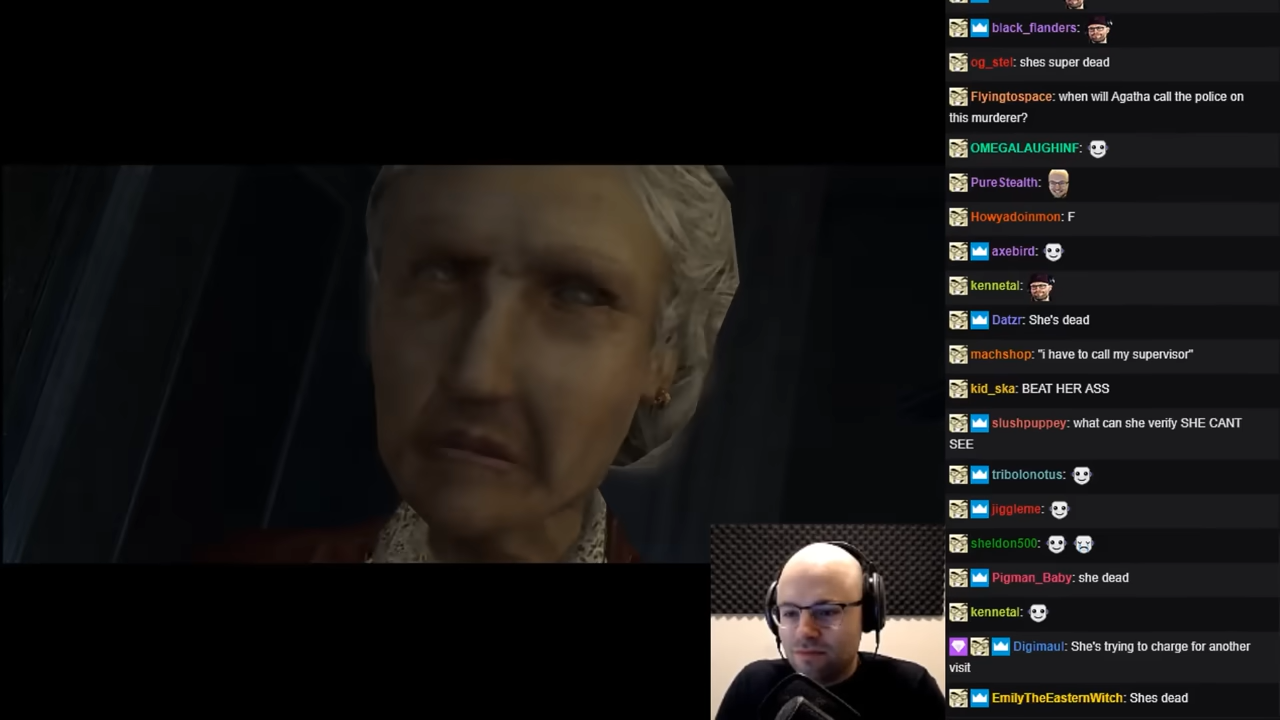 black_flanders:
og_stel: shes super dead
Flyingtospace: when will Agatha call the police on
this murderer?
OMEGALAUGHINF:
PureStealth:
Howyadoinmon: F
axebird:
kennetal:
Datzr: She's dead
machshop: "i have to call my supervisor"
kid_ska: BEAT HER ASS
slushpuppey: what can she verify SHE CANT
SEE
tribolonotus:
jiggleme:
sheldon500:
Pigman_Baby: she dead
kennetal:
Digimaul: She's trying to charge for another
visit
EmilyTheEasternWitch: Shes dead